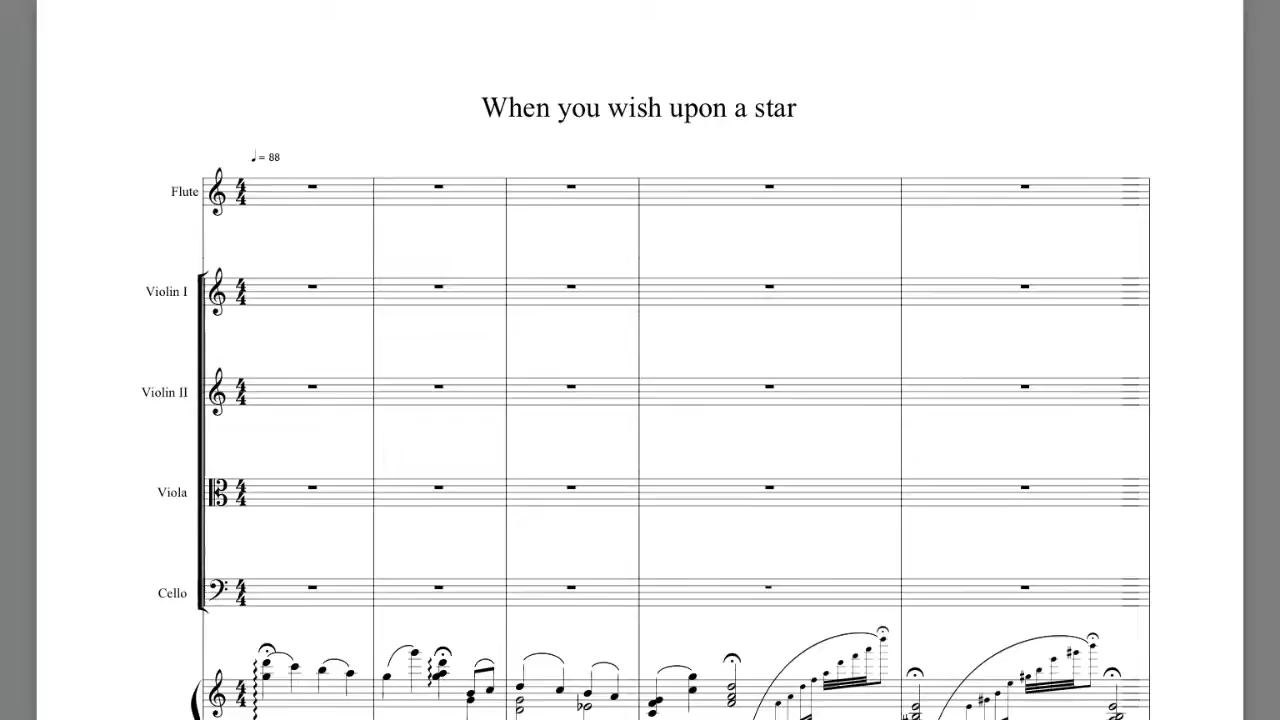 When you wish upon a star
♩ = 88
Flute
Violin I
Violin II
Viola
Cello